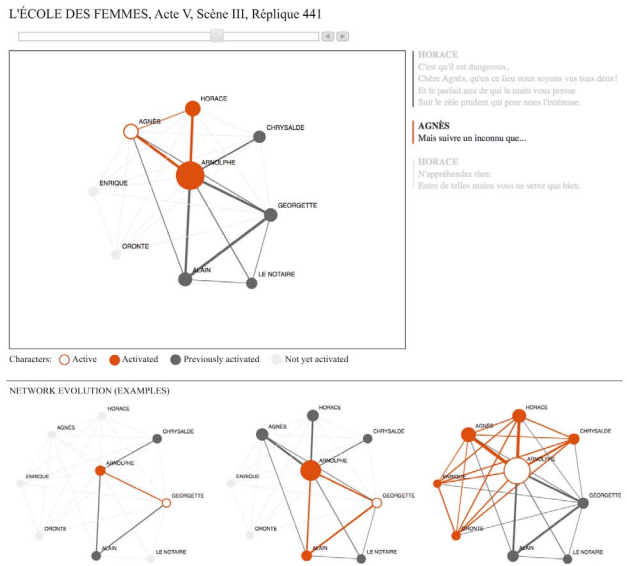 L'ÉCOLE DES FEMMES, Acte V, Scène III, Réplique 441
HORACE
C'est qu'il est dangereux,
Chère Agnès, qu'en ce lieu nous soyons vus tous deux!
Et le parfait ami de qui la main vous presse
Suit le zèle prudent qui pour nous l'intéresse.
AGNÈS
Mais suivre un inconnu que...
HORACE
N'appréhendez rien:
Entre de telles mains vous ne serez que bien.
HORACE
AGNÈS
CHRYSALDE
ARNOLPHE
ENRIQUE
GEORGETTE
ORONTE
ALAIN
LE NOTAIRE
Characters: Active Activated Previously activated Not yet activated
NETWORK EVOLUTION (EXAMPLES)
HORACE
AGNÈS
CHRYSALDE
ARNOLPHE
ENRIQUE
GEORGETTE
ORONTE
ALAIN
LE NOTAIRE
HORACE
AGNÈS
CHRYSALDE
ARNOLPHE
ENRIQUE
GEORGETTE
ORONTE
ALAIN
LE NOTAIRE
HORACE
AGNÈS
CHRYSALDE
ARNOLPHE
ENRIQUE
GEORGETTE
ORONTE
ALAIN
LE NOTAIRE